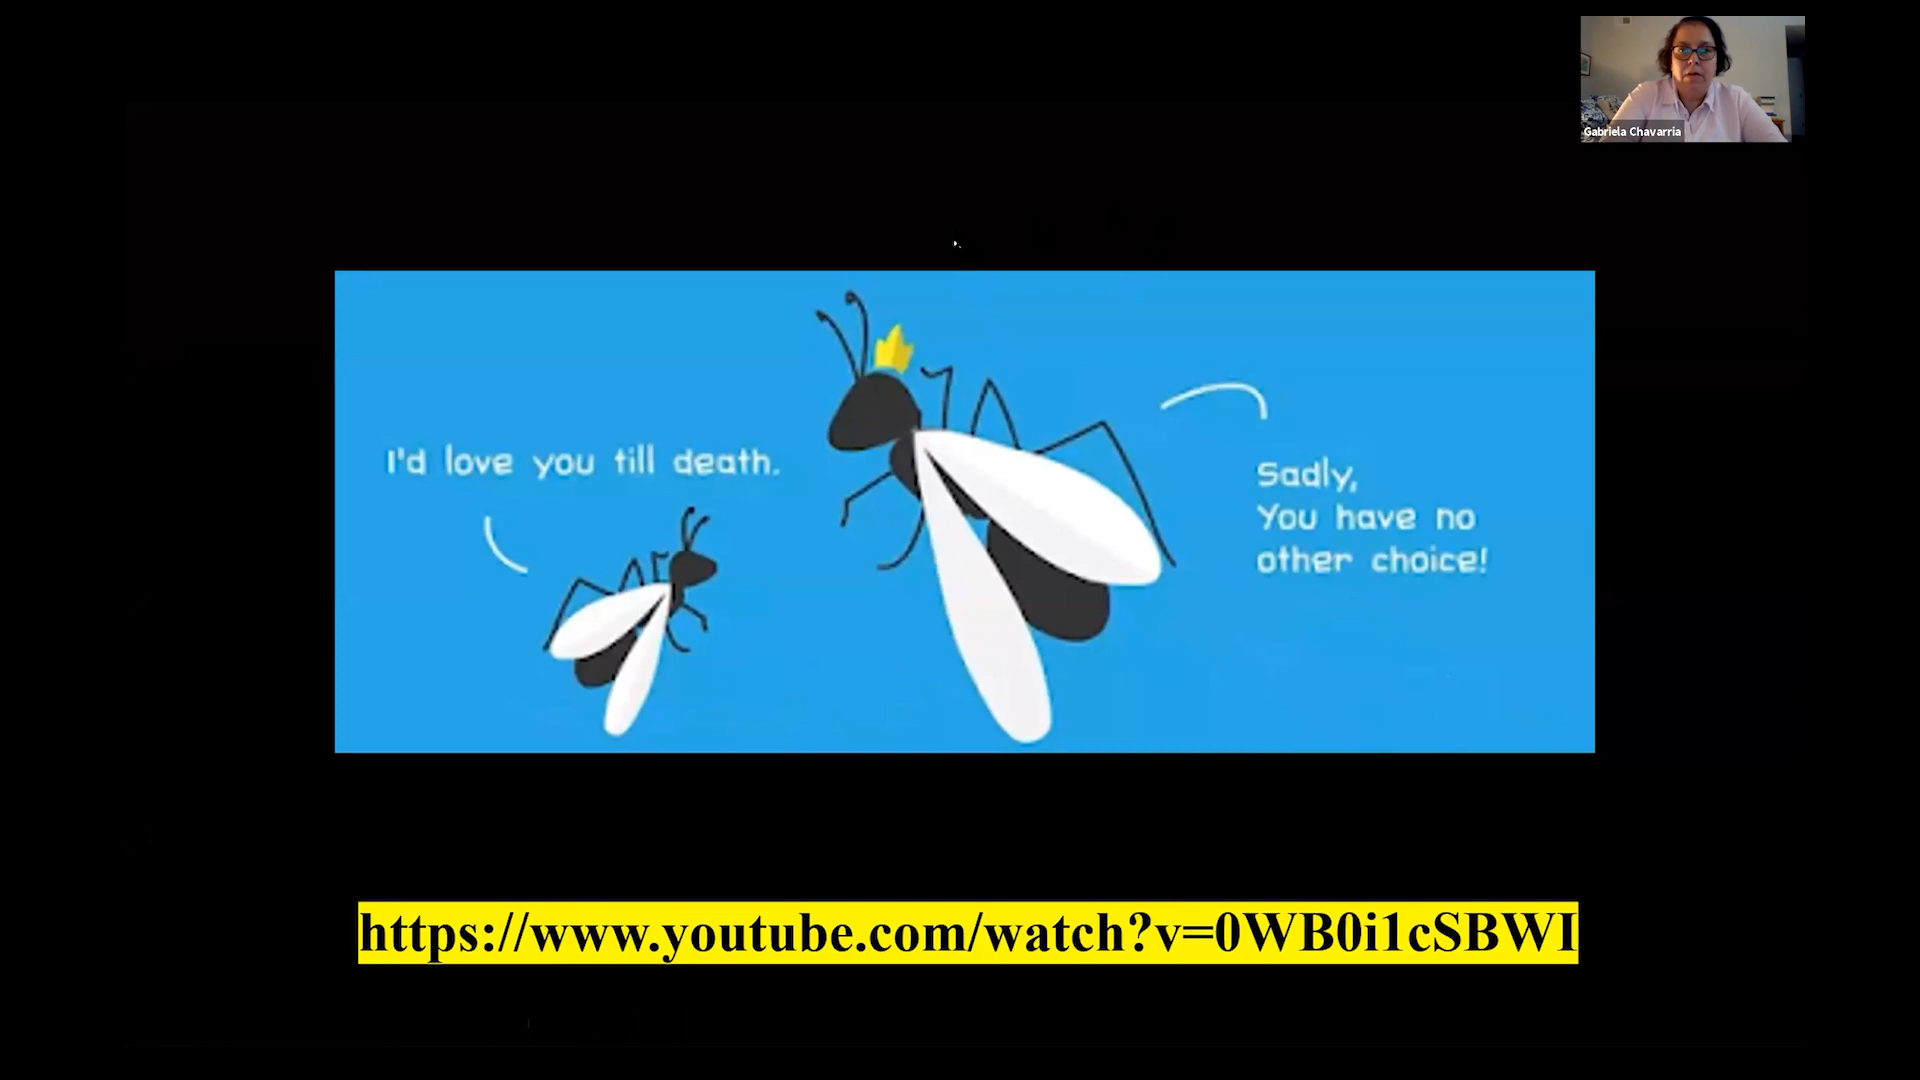 Gabriela Chavarria
I'd love you till death.
Sadly,
You have no
other choice!
https://www.youtube.com/watch?v=0WB0i1cSBWI